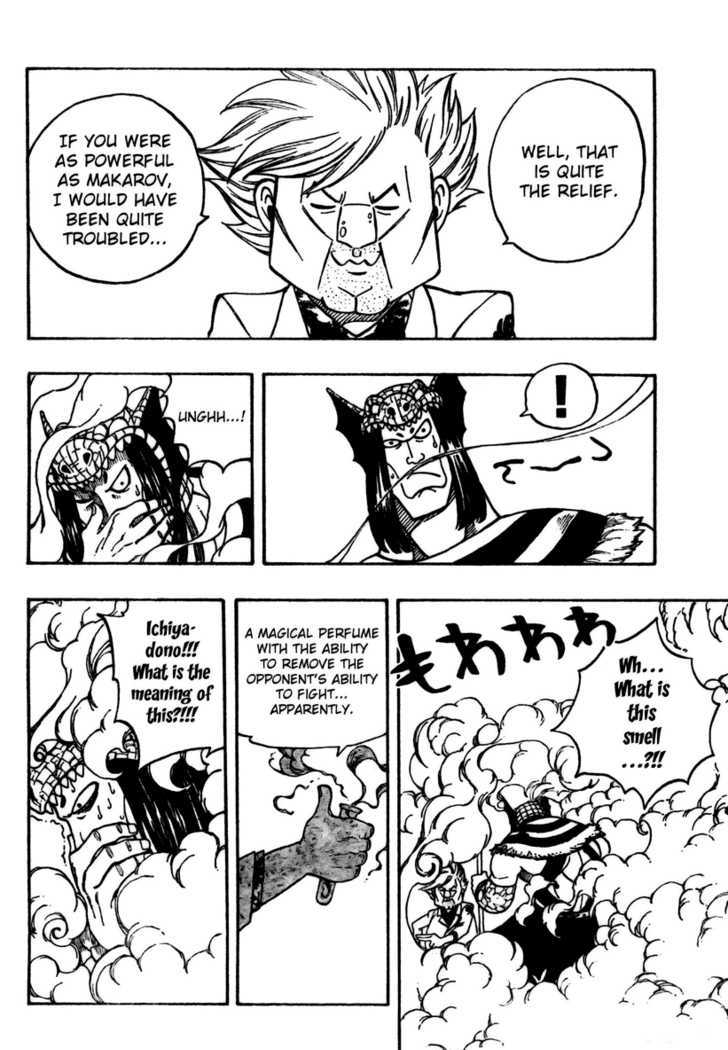 WELL, THAT
IS QUITE
THE RELIEF.
IF YOU WERE
AS POWERFUL
AS MAKAROV,
I WOULD HAVE
BEEN QUITE
TROUBLED...
!
UNGHH...!
Wh...
What is
this
smell
...?!!
もわわわわ
A MAGICAL PERFUME
WITH THE ABILITY
TO REMOVE THE
OPPONENT'S ABILITY
TO FIGHT...
APPARENTLY.
Ichiya-
dono!!!
What is the
meaning of
this?!!!